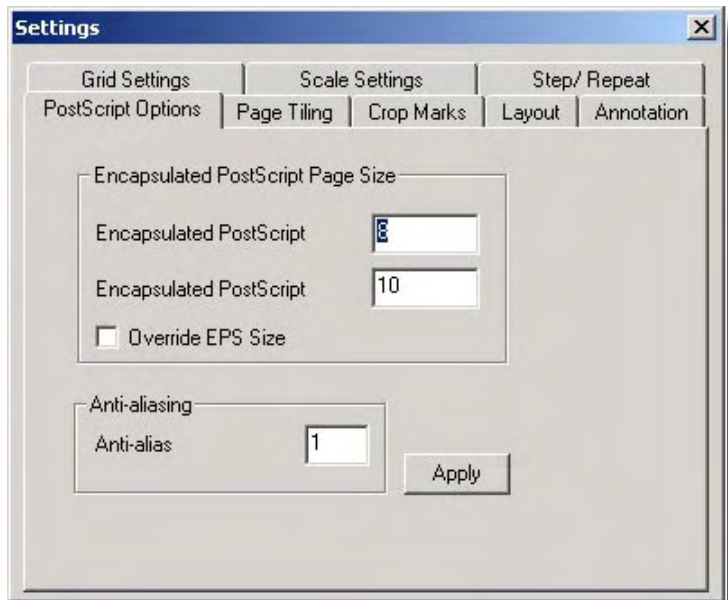 Settings
Grid Settings Scale Settings Step/ Repeat
PostScript Options Page Tiling Crop Marks Layout Annotation
Encapsulated PostScript Page Size
Encapsulated PostScript 8
Encapsulated PostScript 10
Override EPS Size
Anti-aliasing
Anti-alias 1
Apply